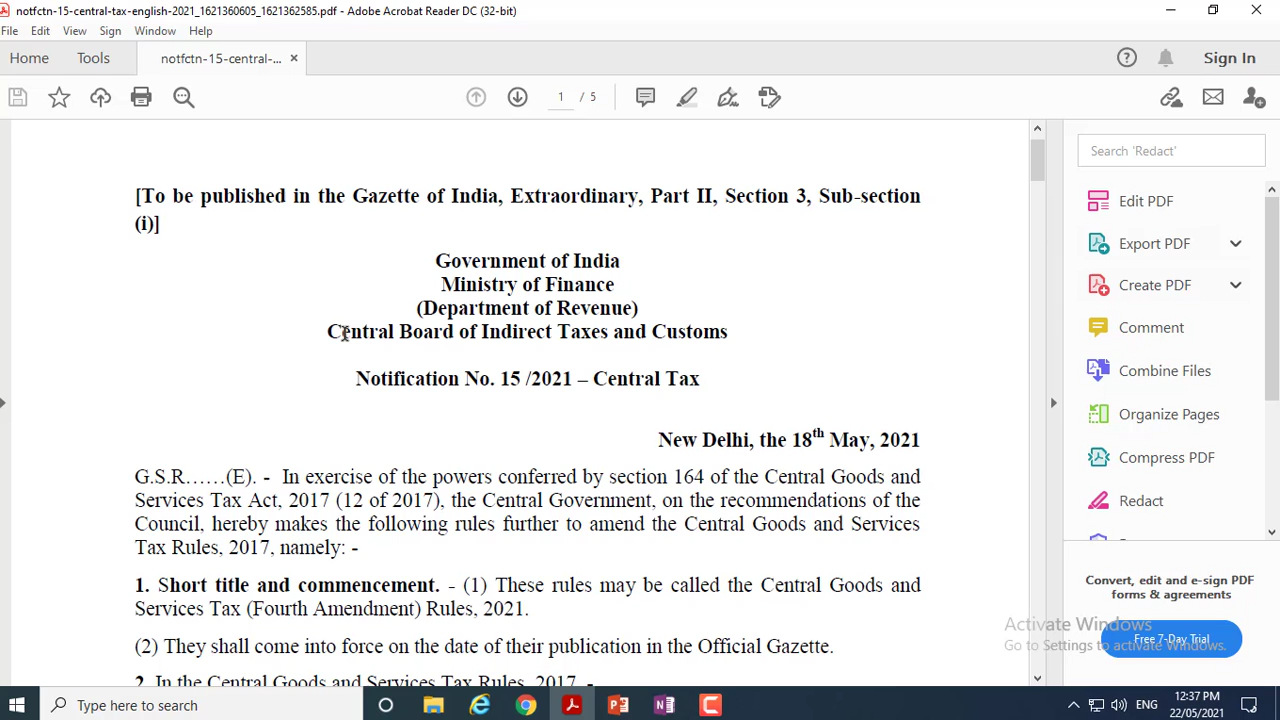 notfctn-15-central-tax-english-2021_1621360605_1621362585.pdf - Adobe Acrobat Reader DC (32-bit)
File Edit View Sign Window Help
Home Tools notfctn-15-central-... × Sign In
1 / 5
[To be published in the Gazette of India, Extraordinary, Part II, Section 3, Sub-section
(i)]
Government of India
Ministry of Finance
(Department of Revenue)
Central Board of Indirect Taxes and Customs
Notification No. 15 /2021 – Central Tax
New Delhi, the 18th May, 2021
G.S.R……(E). - In exercise of the powers conferred by section 164 of the Central Goods and
Services Tax Act, 2017 (12 of 2017), the Central Government, on the recommendations of the
Council, hereby makes the following rules further to amend the Central Goods and Services
Tax Rules, 2017, namely: -
1. Short title and commencement. - (1) These rules may be called the Central Goods and
Services Tax (Fourth Amendment) Rules, 2021.
(2) They shall come into force on the date of their publication in the Official Gazette.
2. In the Central Goods and Services Tax Rules, 2017, -
Search 'Redact'
Edit PDF
Export PDF
Create PDF
Comment
Combine Files
Organize Pages
Compress PDF
Redact
Convert, edit and e-sign PDF
forms & agreements
Free 7-Day Trial
Activate Windows
Go to Settings to activate Windows.
Type here to search
ENG
12:37 PM
22/05/2021